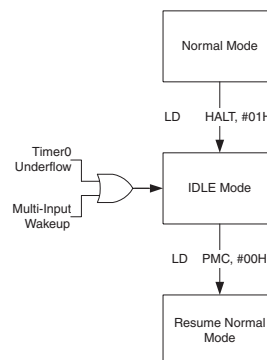 Normal Mode
LD HALT, #01H
Timer0
Underflow
Multi-Input
Wakeup
IDLE Mode
LD PMC, #00H
Resume Normal
Mode